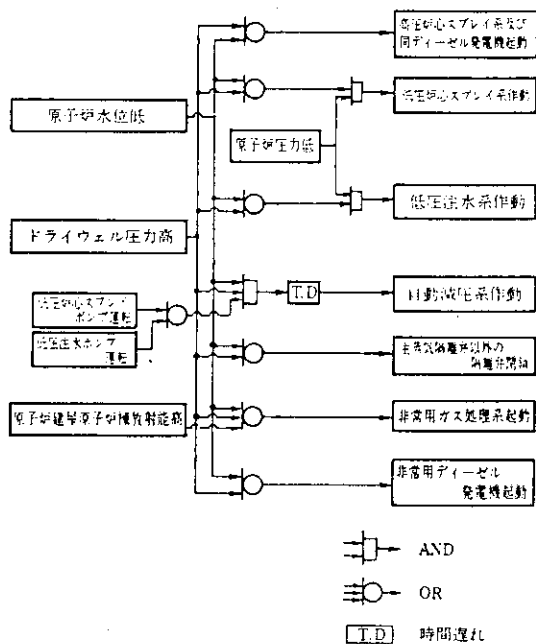 高圧炉心スプレイ系及び
同ディーゼル発電機起動
低圧炉心スプレイ系作動
原子炉水位低
原子炉圧力低
低圧注水系作動
ドライウェル圧力高
低圧炉心スプレイ
ポンプ運転
T.D
自動減圧系作動
低圧注水ポンプ
運転
主蒸気隔離弁以外の
隔離弁閉鎖
原子炉建屋原子炉棟放射能高
非常用ガス処理系起動
非常用ディーゼル
発電機起動
AND
OR
T.D 時間遅れ